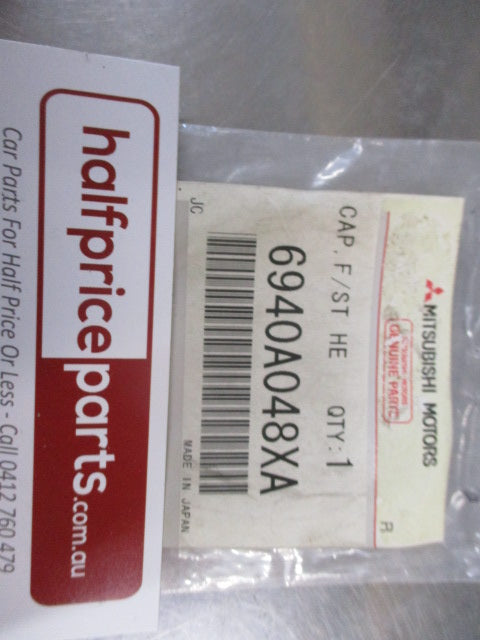 halfpriceparts.com.au
Car Parts For Half Price Or Less - Call 0412 760 479
MITSUBISHI MOTORS
GENUINE PARTS
R
CAP, F/ST HE QTY: 1
6940A048XA
JC
MADE IN JAPAN